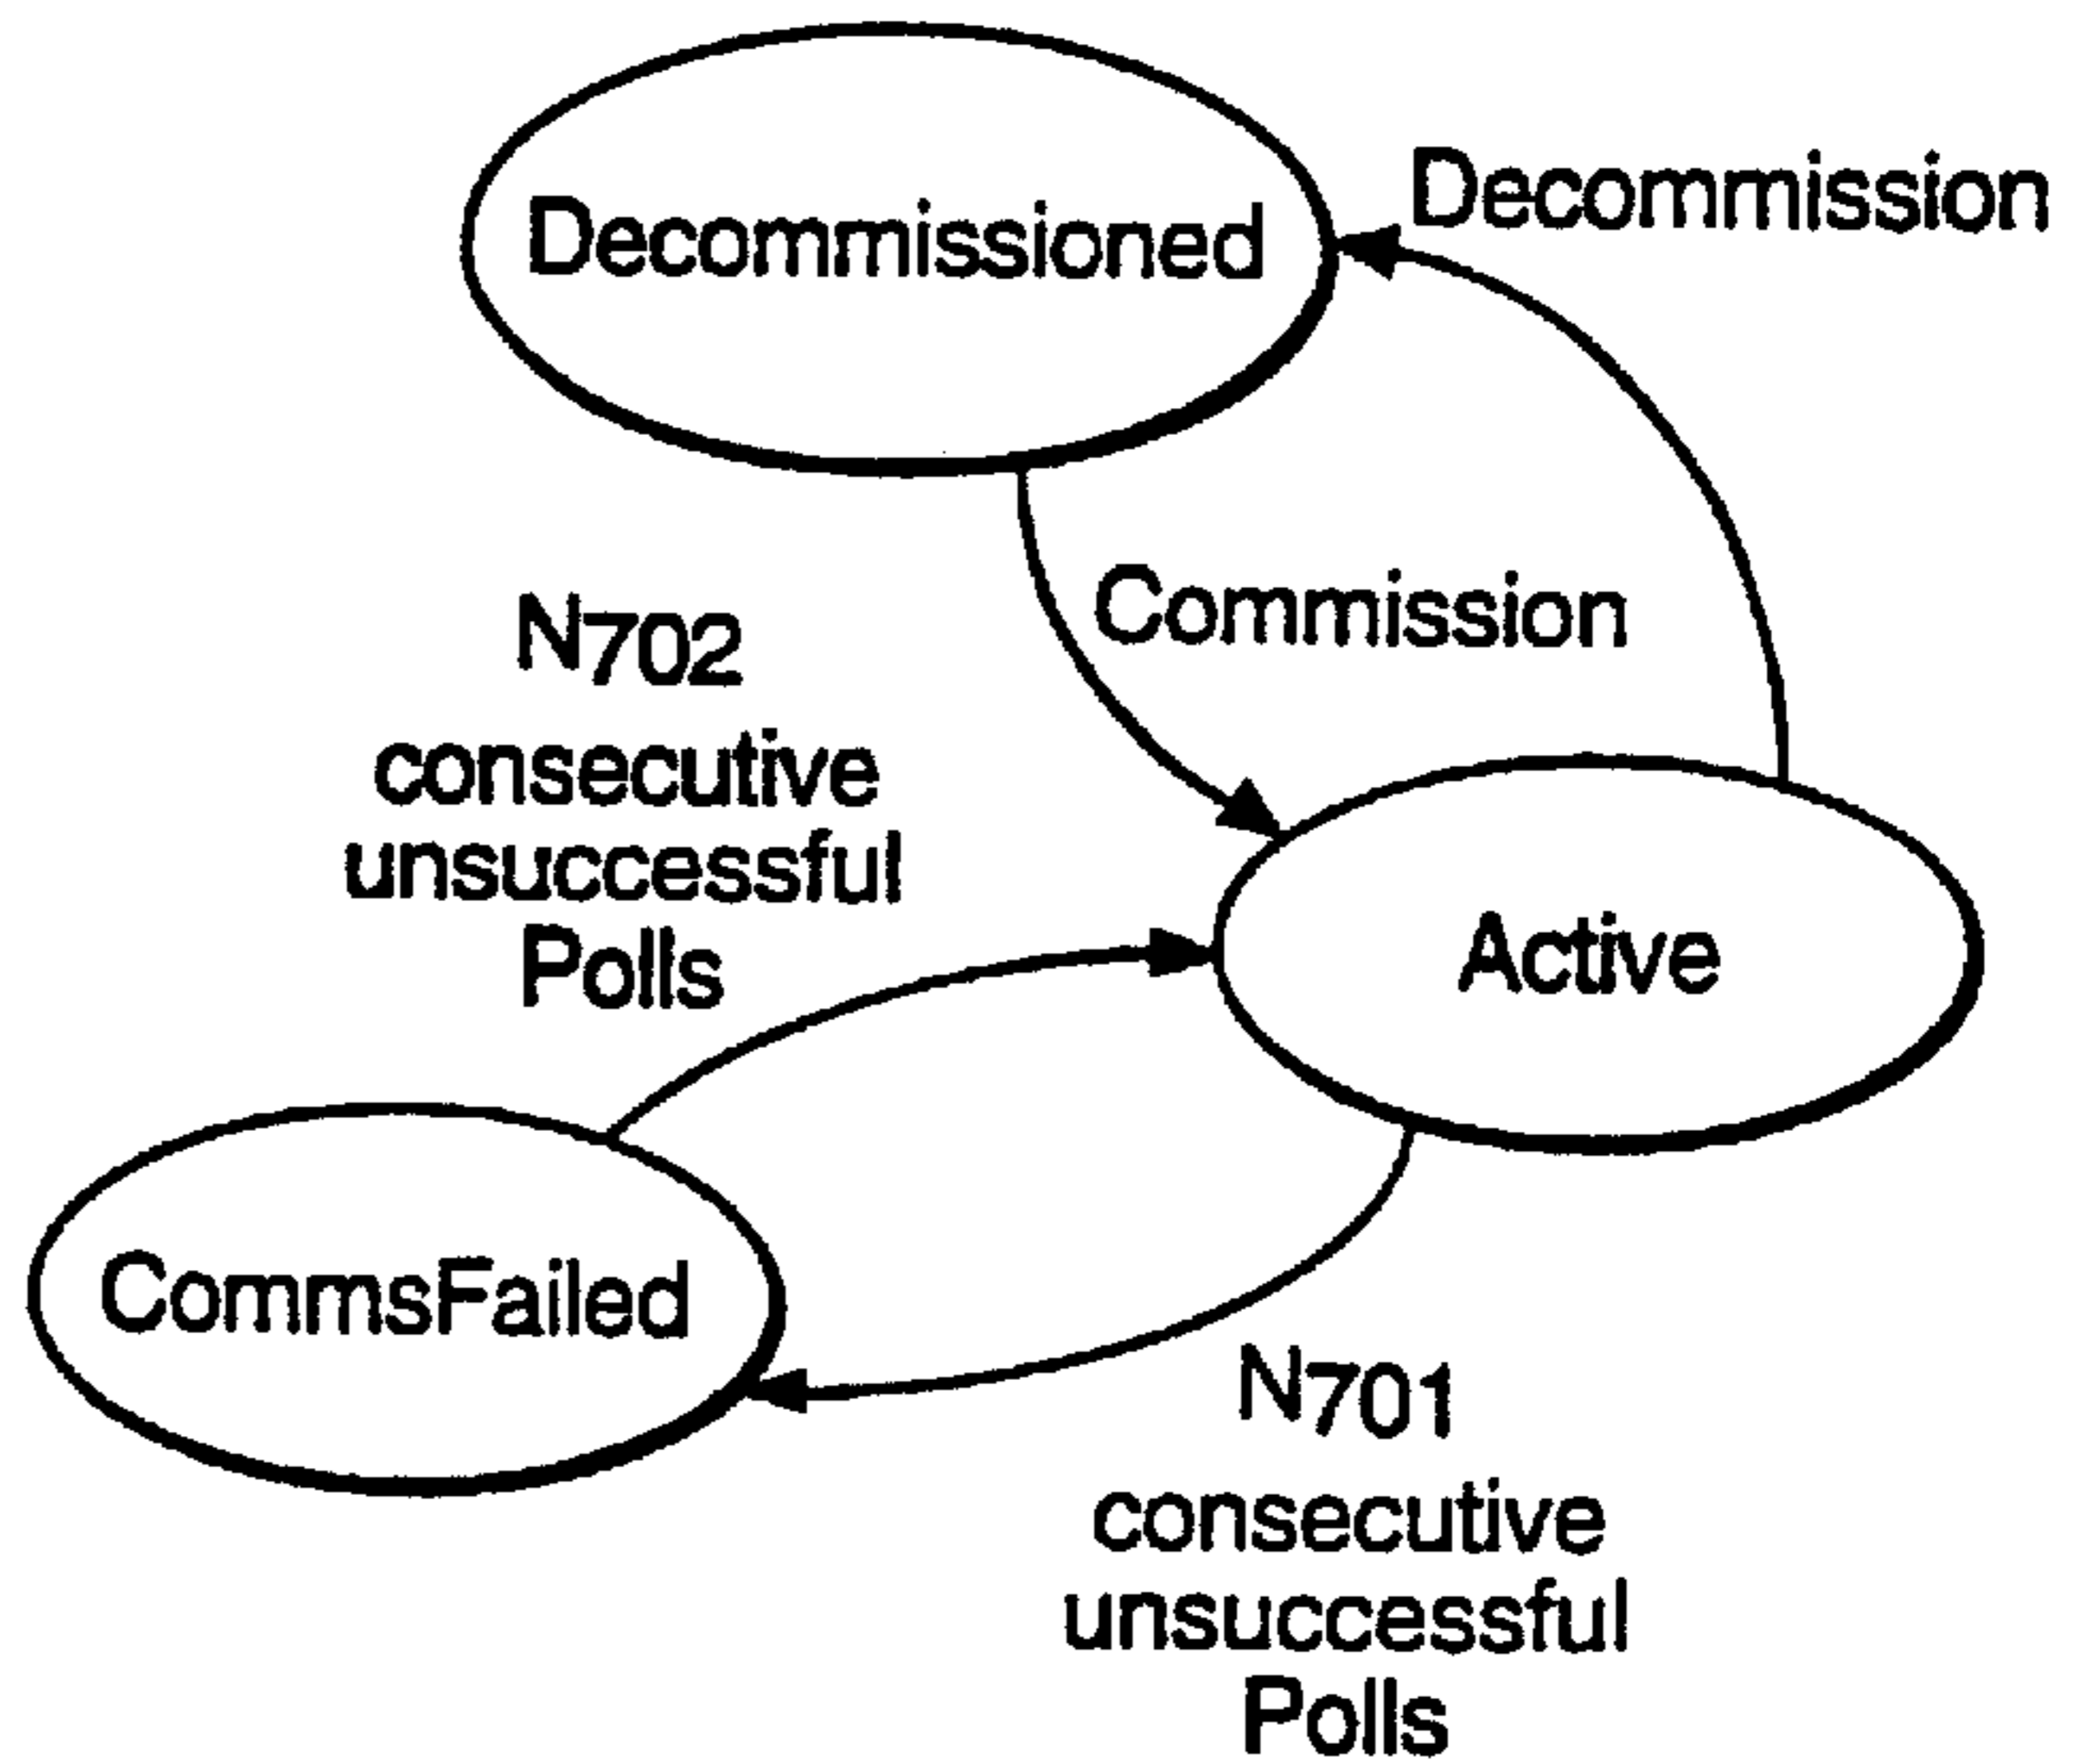 Decommissioned
Decommission
Commission
N702
consecutive
unsuccessful
Polls
Active
CommsFailed
N701
consecutive
unsuccessful
Polls